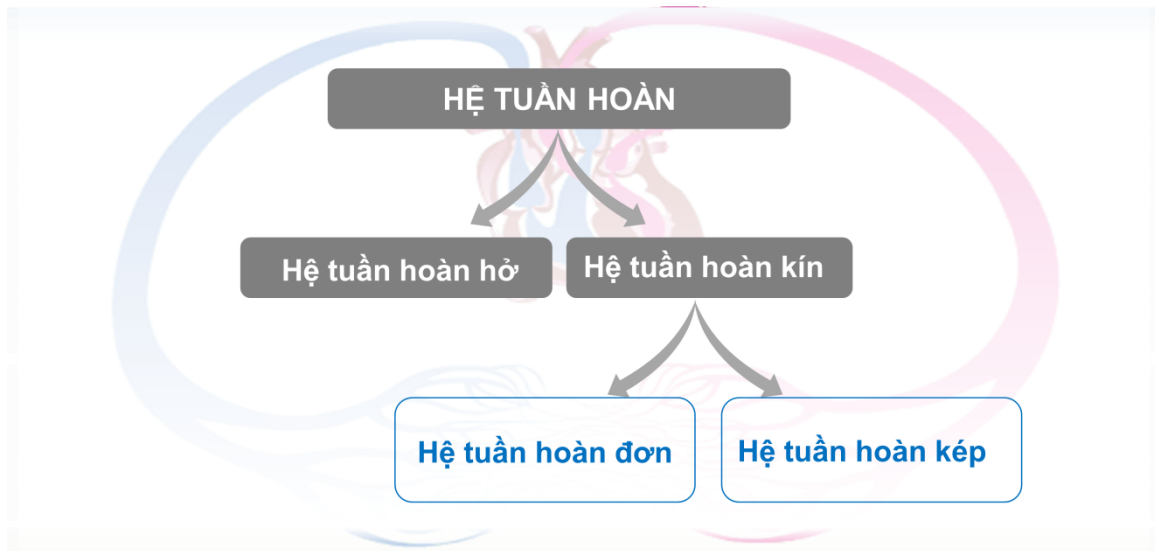 HỆ TUẦN HOÀN
Hệ tuần hoàn hở
Hệ tuần hoàn kín
Hệ tuần hoàn đơn
Hệ tuần hoàn kép